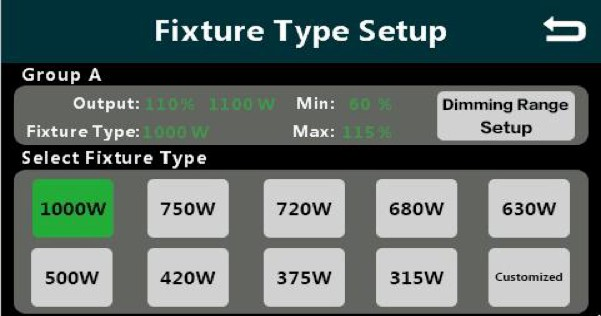 Fixture Type Setup
Group A
Output: 110% 1100 W Min: 60 %
Fixture Type: 1000 W Max: 115%
Dimming Range
Setup
Select Fixture Type
1000W 750W 720W 680W 630W
500W 420W 375W 315W Customized